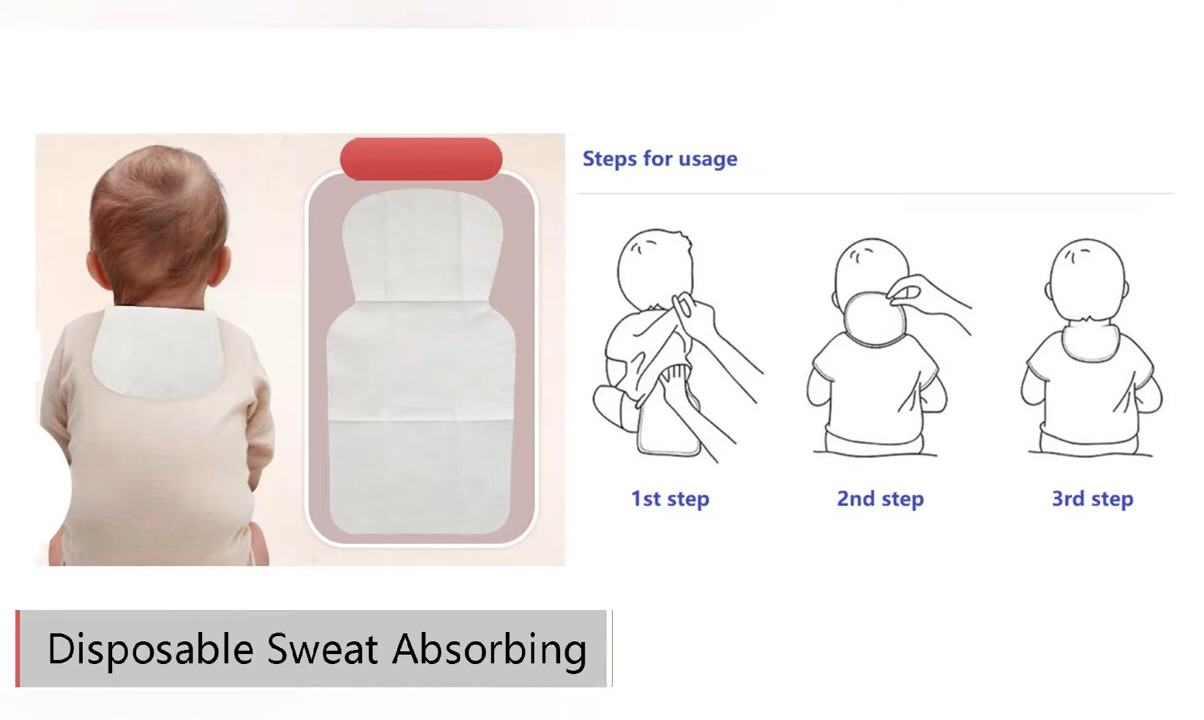 Steps for usage
1st step
2nd step
3rd step
Disposable Sweat Absorbing